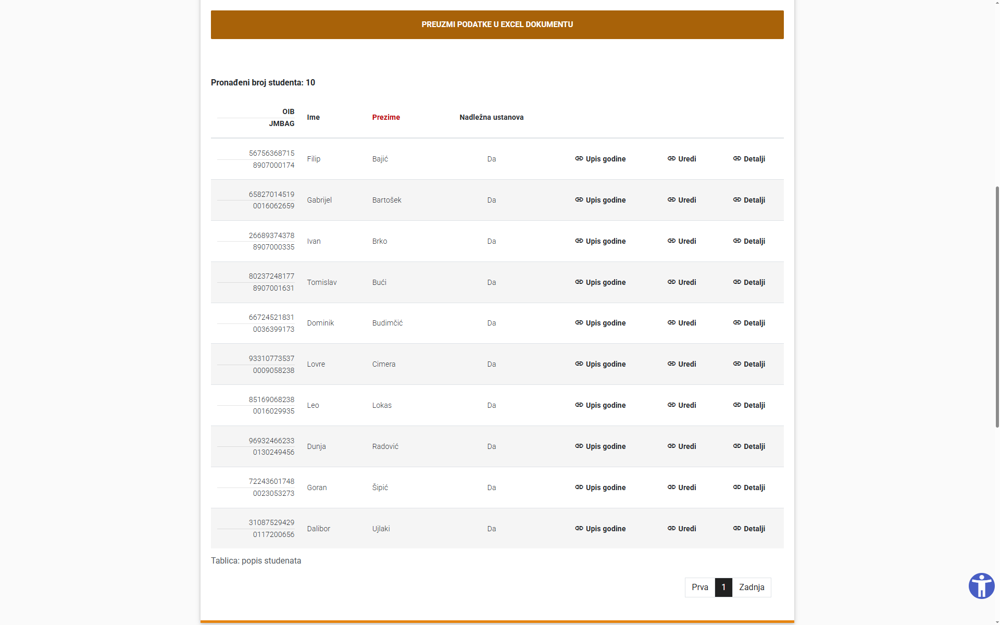 PREUZMI PODATKE U EXCEL DOKUMENTU
Pronađeni broj studenta: 10
OIB
JMBAG
Ime Prezime Nadležna ustanova
56756368715
8907000174
Filip Bajić Da Upis godine Uredi Detalji
65827014519
0016062659
Gabrijel Bartošek Da Upis godine Uredi Detalji
26689374378
8907000335
Ivan Brko Da Upis godine Uredi Detalji
80237248177
8907001631
Tomislav Bući Da Upis godine Uredi Detalji
66724521831
0036399173
Dominik Budimčić Da Upis godine Uredi Detalji
93310773537
0009058238
Lovre Cimera Da Upis godine Uredi Detalji
85169068238
0016029935
Leo Lokas Da Upis godine Uredi Detalji
96932466233
0130249456
Dunja Radović Da Upis godine Uredi Detalji
72243601748
0023053273
Goran Šipić Da Upis godine Uredi Detalji
31087529429
0117200656
Dalibor Ujlaki Da Upis godine Uredi Detalji
Tablica: popis studenata
Prva 1 Zadnja